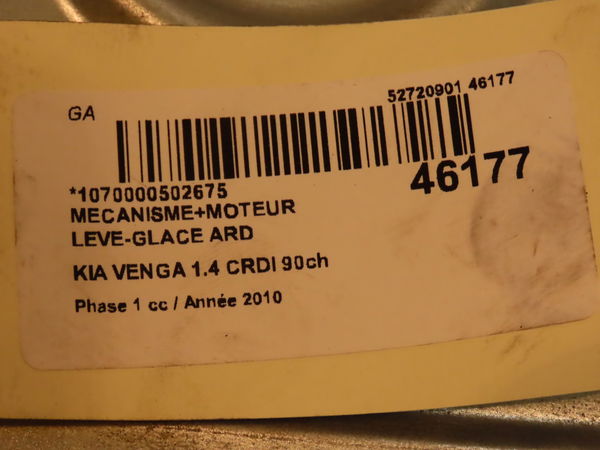 GA
52720901 46177
*1070000502675
46177
MECANISME+MOTEUR
LEVE-GLACE ARD
KIA VENGA 1.4 CRDI 90ch
Phase 1 cc / Année 2010